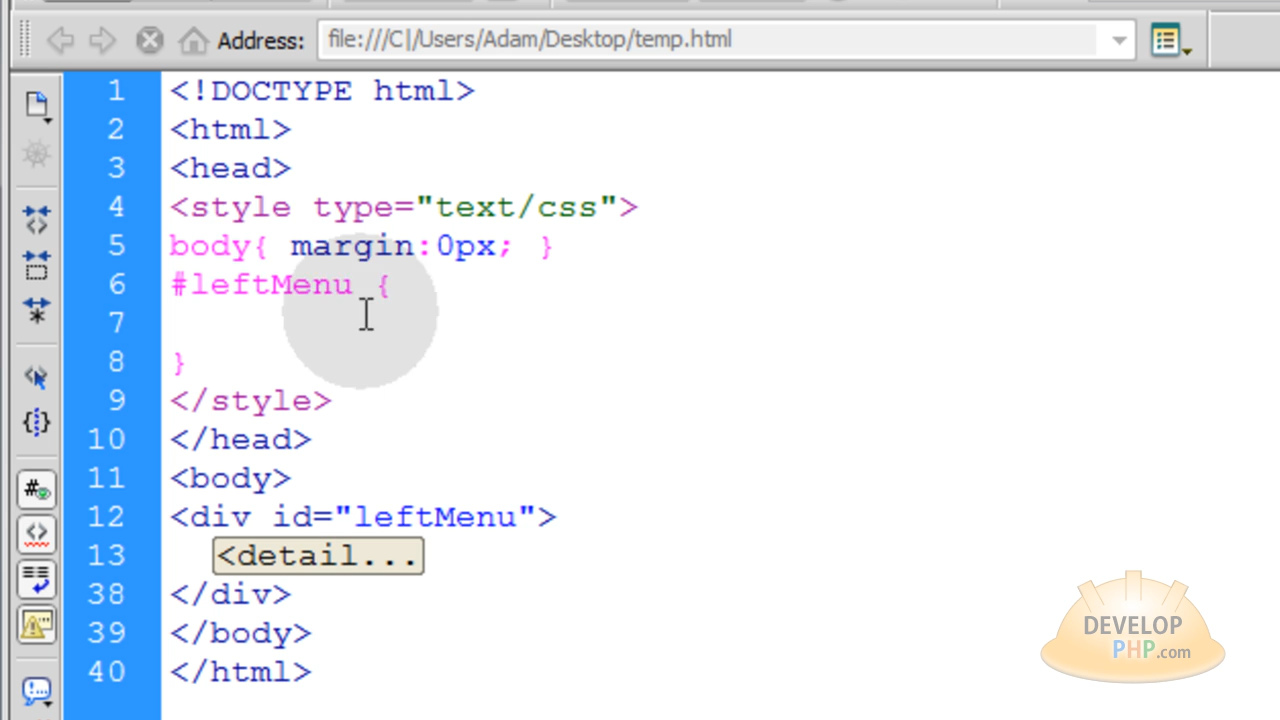 Address: file:///C|/Users/Adam/Desktop/temp.html
1 <!DOCTYPE html>
2 <html>
3 <head>
4 <style type="text/css">
5 body{ margin:0px; }
6 #leftMenu {
7
8 }
9 </style>
10 </head>
11 <body>
12 <div id="leftMenu">
13 <detail...
38 </div>
39 </body>
40 </html>
DEVELOP
PHP.com